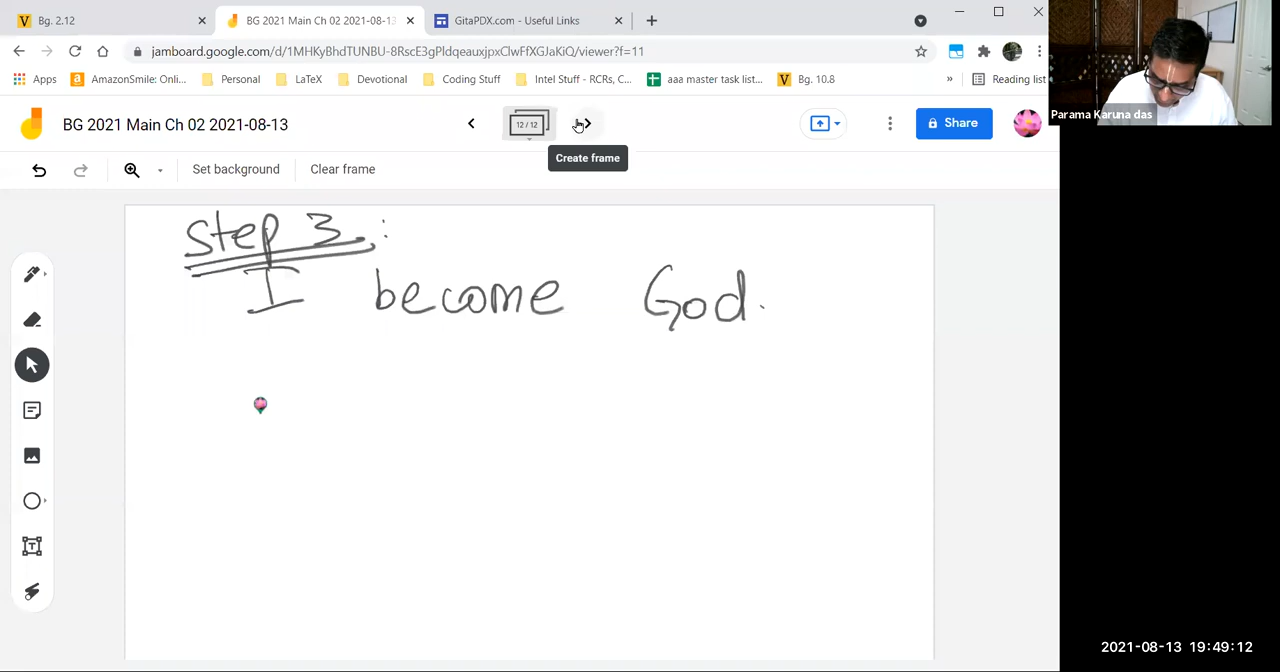 Bg. 2.12
BG 2021 Main Ch 02 2021-08-13
GitaPDX.com - Useful Links
jamboard.google.com/d/1MHKyBhdTUNBU-8RscE3gPldqeauxjpxClwFfXGJaKiQ/viewer?f=11
Apps
AmazonSmile: Onli...
Personal
LaTeX
Devotional
Coding Stuff
Intel Stuff - RCRs, C...
aaa master task list...
Bg. 10.8
»
Reading list
Parama Karuna das
BG 2021 Main Ch 02 2021-08-13
12 / 12
Share
Create frame
Set background
Clear frame
Step 3:
I become God.
2021-08-13 19:49:12